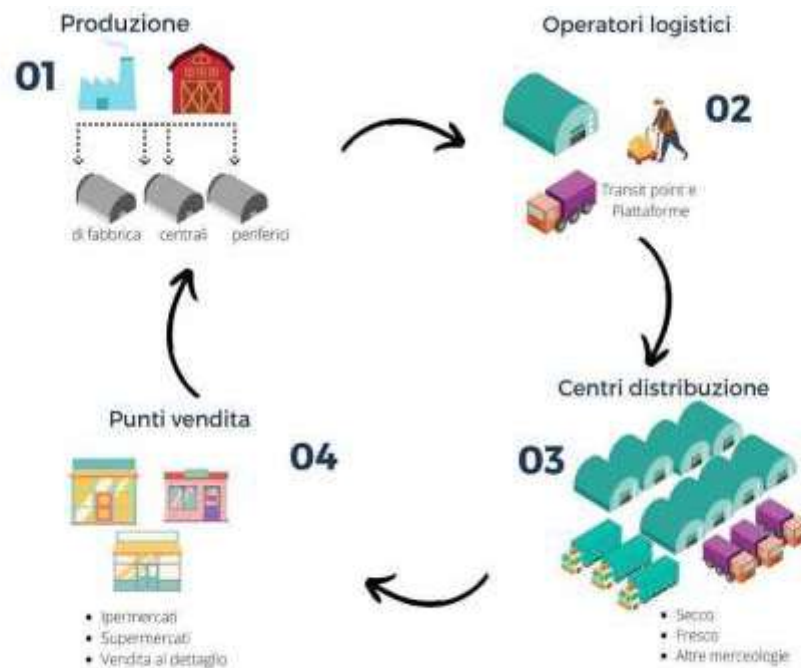 Produzione
01
di fabbrica
centrali
periferici
Operatori logistici
02
Transit point e
Piattaforme
Centri distribuzione
03
• Secco
• Fresco
• Altre merceologie
Punti vendita
04
• Ipermercati
• Supermercati
• Vendita al dettaglio